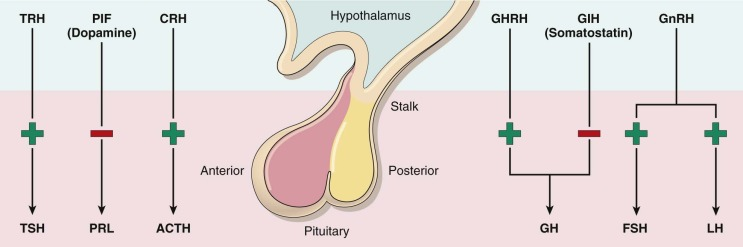 TRH
PIF
(Dopamine)
CRH
Hypothalamus
GHRH
GIH
(Somatostatin)
GnRH
Stalk
Anterior
Posterior
Pituitary
TSH
PRL
ACTH
GH
FSH
LH